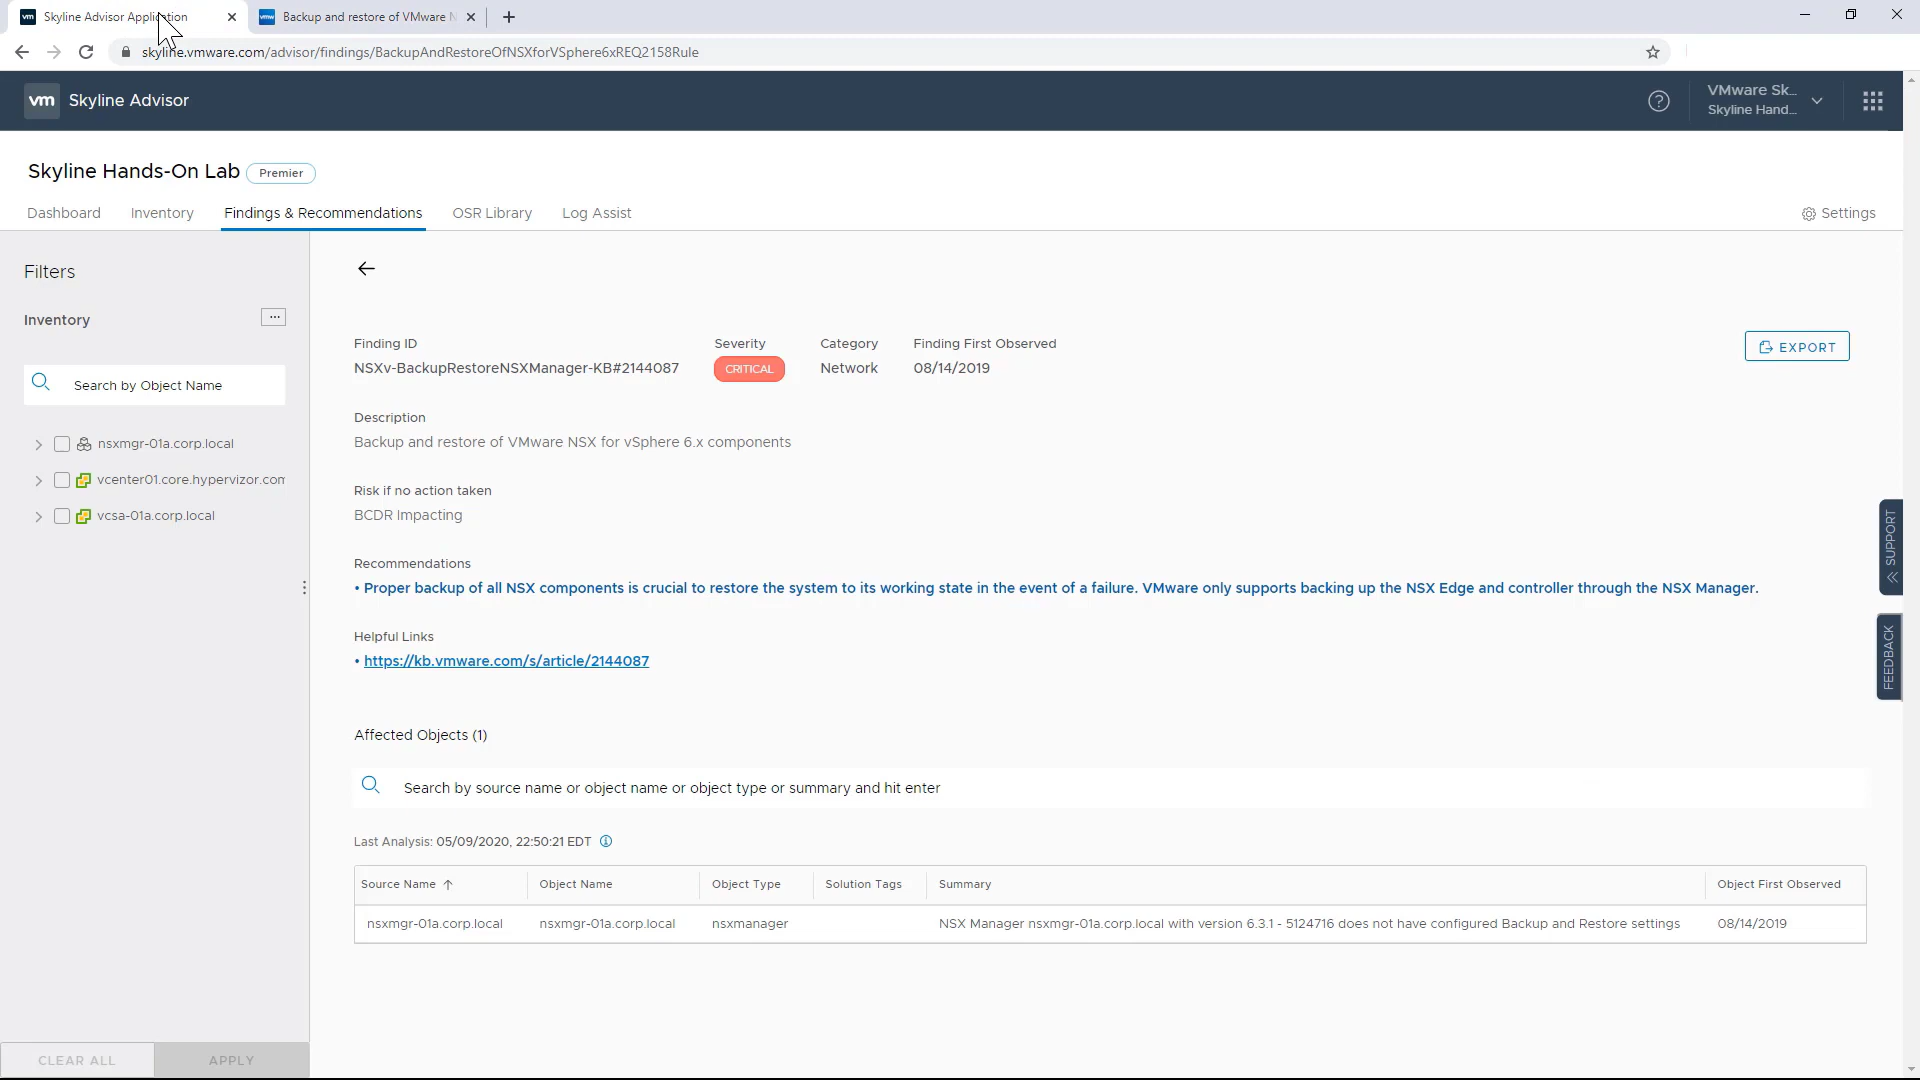 vm Skyline Advisor Application
vmw Backup and restore of VMware N
skyline.vmware.com/advisor/findings/BackupAndRestoreOfNSXforVSphere6xREQ2158Rule
vm Skyline Advisor
VMware Sk...
Skyline Hand...
Skyline Hands-On Lab Premier
Dashboard Inventory Findings & Recommendations OSR Library Log Assist Settings
Filters
Inventory ...
Search by Object Name
nsxmgr-01a.corp.local
vcenter01.core.hypervizor.com
vcsa-01a.corp.local
CLEAR ALL APPLY
Finding ID Severity Category Finding First Observed
NSXv-BackupRestoreNSXManager-KB#2144087 CRITICAL Network 08/14/2019
EXPORT
Description
Backup and restore of VMware NSX for vSphere 6.x components
Risk if no action taken
BCDR Impacting
Recommendations
• Proper backup of all NSX components is crucial to restore the system to its working state in the event of a failure. VMware only supports backing up the NSX Edge and controller through the NSX Manager.
Helpful Links
• https://kb.vmware.com/s/article/2144087
Affected Objects (1)
Search by source name or object name or object type or summary and hit enter
Last Analysis: 05/09/2020, 22:50:21 EDT
Source Name Object Name Object Type Solution Tags Summary Object First Observed
nsxmgr-01a.corp.local nsxmgr-01a.corp.local nsxmanager NSX Manager nsxmgr-01a.corp.local with version 6.3.1 - 5124716 does not have configured Backup and Restore settings 08/14/2019
SUPPORT
FEEDBACK